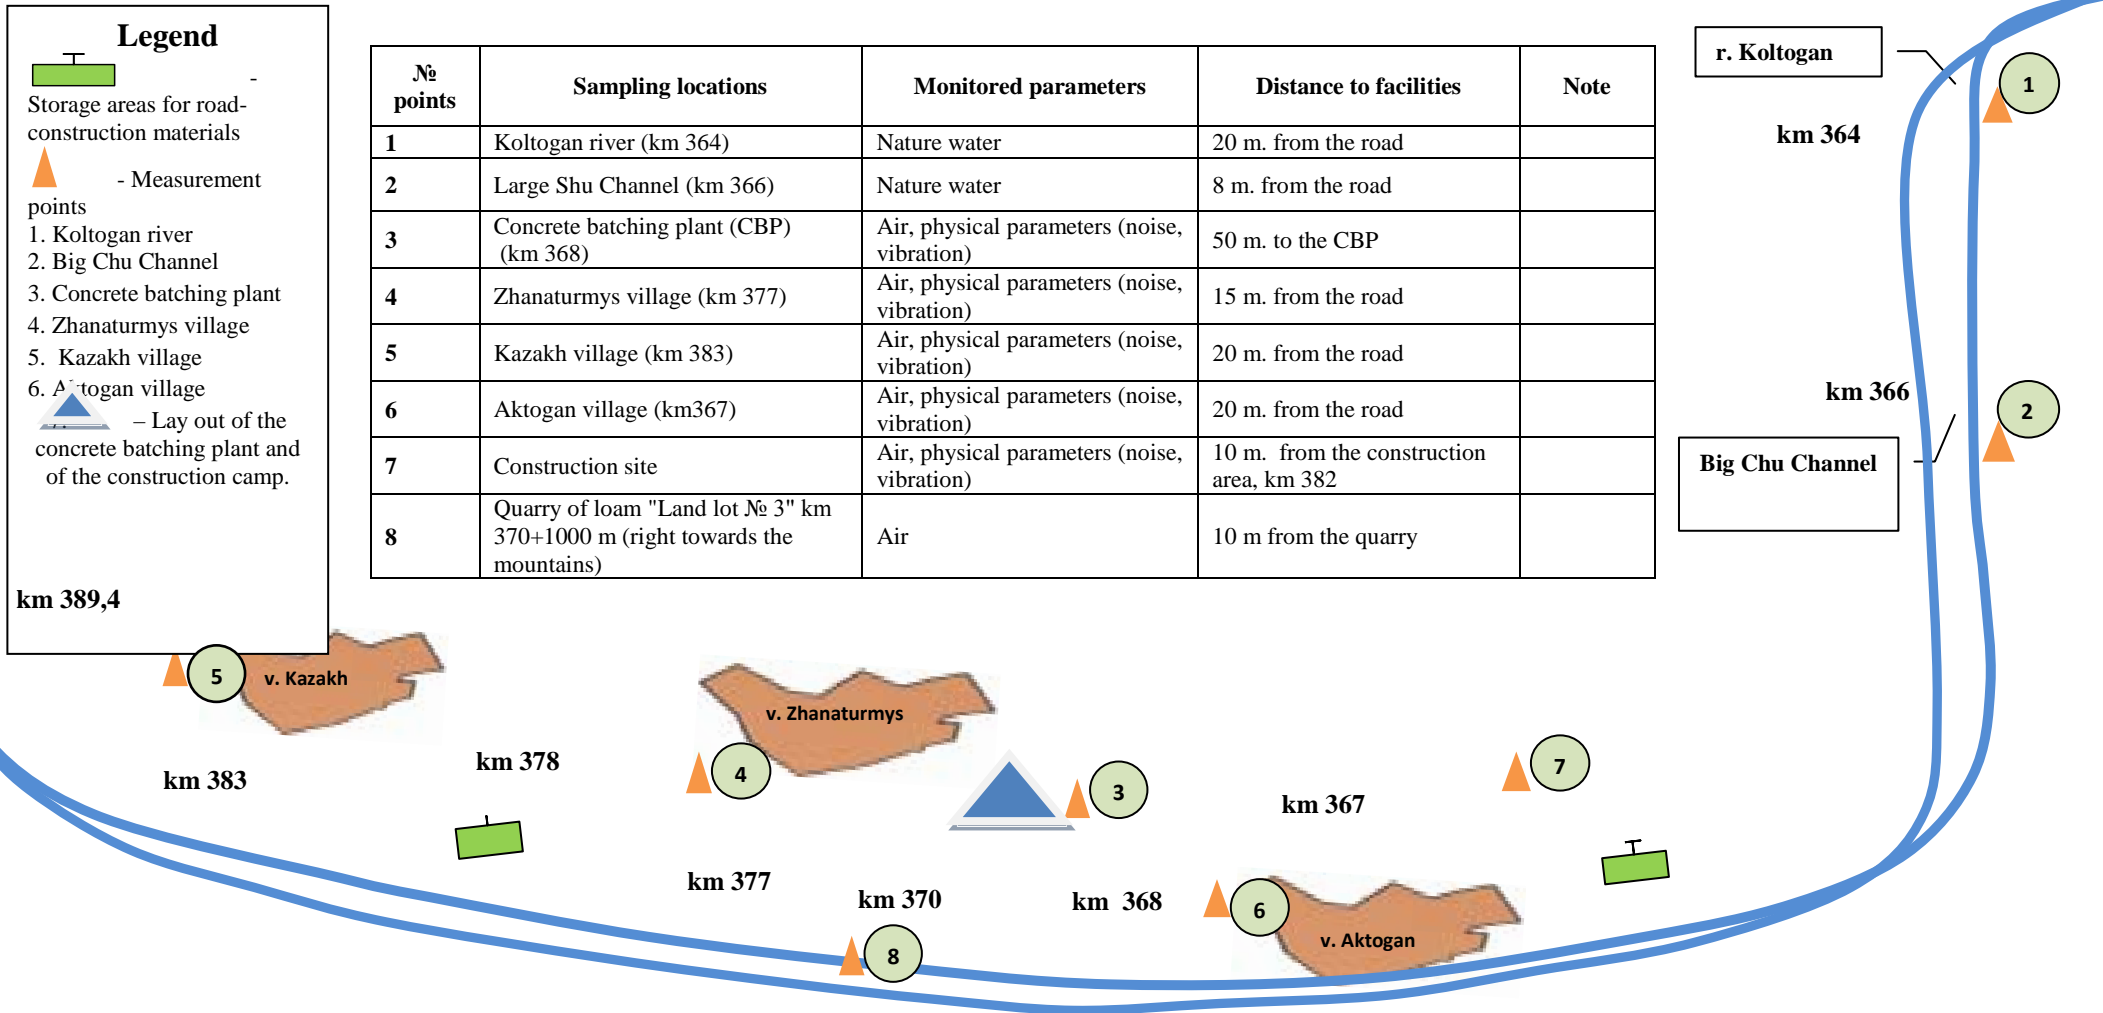 Legend
-
Storage areas for road-
construction materials
- Measurement
points
1. Koltogan river
2. Big Chu Channel
3. Concrete batching plant
4. Zhanaturmys village
5. Kazakh village
6. Aktogan village
– Lay out of the
concrete batching plant and
of the construction camp.
km 389,4
№ points | Sampling locations | Monitored parameters | Distance to facilities | Note
1 | Koltogan river (km 364) | Nature water | 20 m. from the road
2 | Large Shu Channel (km 366) | Nature water | 8 m. from the road
3 | Concrete batching plant (CBP) (km 368) | Air, physical parameters (noise, vibration) | 50 m. to the CBP
4 | Zhanaturmys village (km 377) | Air, physical parameters (noise, vibration) | 15 m. from the road
5 | Kazakh village (km 383) | Air, physical parameters (noise, vibration) | 20 m. from the road
6 | Aktogan village (km367) | Air, physical parameters (noise, vibration) | 20 m. from the road
7 | Construction site | Air, physical parameters (noise, vibration) | 10 m. from the construction area, km 382
8 | Quarry of loam "Land lot № 3" km 370+1000 m (right towards the mountains) | Air | 10 m from the quarry
r. Koltogan
1
km 364
km 366
2
Big Chu Channel
5
v. Kazakh
v. Zhanaturmys
km 383
km 378
4
3
km 367
7
km 377
km 370
km 368
6
v. Aktogan
8